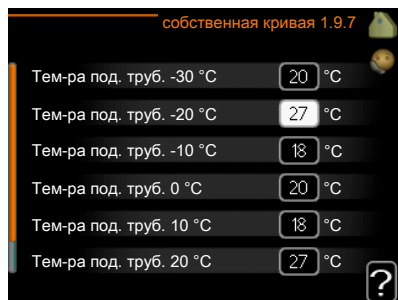 собственная кривая 1.9.7
Тем-ра под. труб. -30 °C 20 °C
Тем-ра под. труб. -20 °C 27 °C
Тем-ра под. труб. -10 °C 18 °C
Тем-ра под. труб. 0 °C 20 °C
Тем-ра под. труб. 10 °C 18 °C
Тем-ра под. труб. 20 °C 27 °C
?